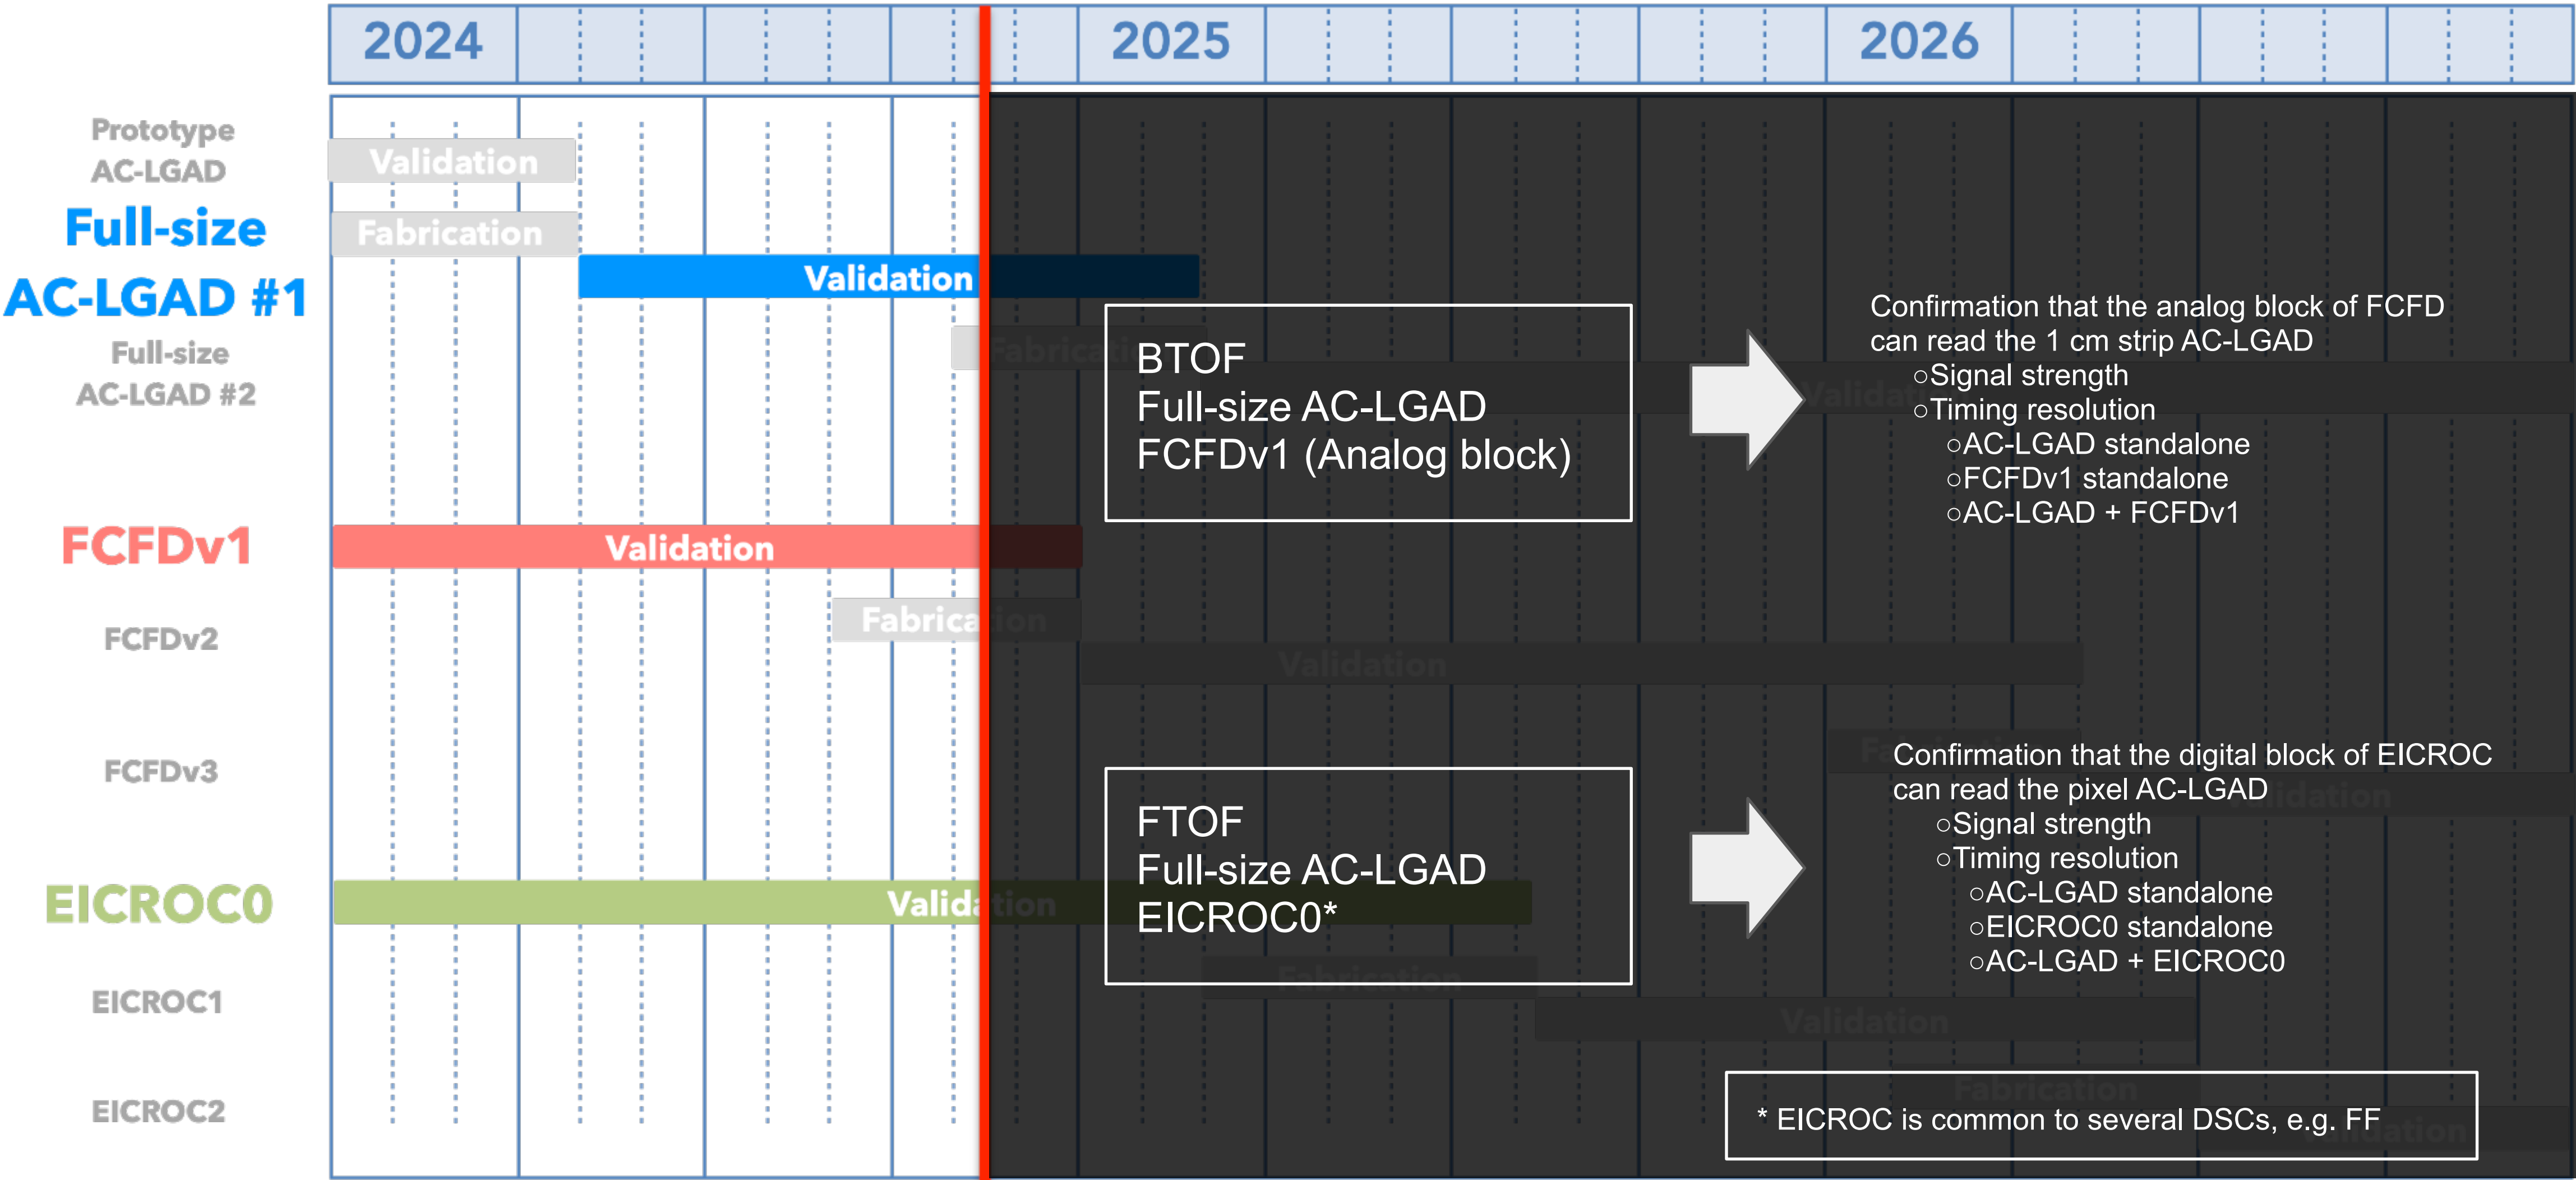 2024
2025
2026
Prototype
AC-LGAD
Validation
Full-size
AC-LGAD #1
Fabrication
Validation
Full-size
AC-LGAD #2
Fabrication
Validation
BTOF
Full-size AC-LGAD
FCFDv1 (Analog block)
Confirmation that the analog block of FCFD
can read the 1 cm strip AC-LGAD
○Signal strength
○Timing resolution
○AC-LGAD standalone
○FCFDv1 standalone
○AC-LGAD + FCFDv1
FCFDv1
Validation
FCFDv2
Fabrication
Validation
FCFDv3
Validation
FTOF
Full-size AC-LGAD
EICROC0*
Confirmation that the digital block of EICROC
can read the pixel AC-LGAD
○Signal strength
○Timing resolution
○AC-LGAD standalone
○EICROC0 standalone
○AC-LGAD + EICROC0
EICROC0
Validation
EICROC1
Fabrication
Validation
EICROC2
Fabrication
Validation
* EICROC is common to several DSCs, e.g. FF